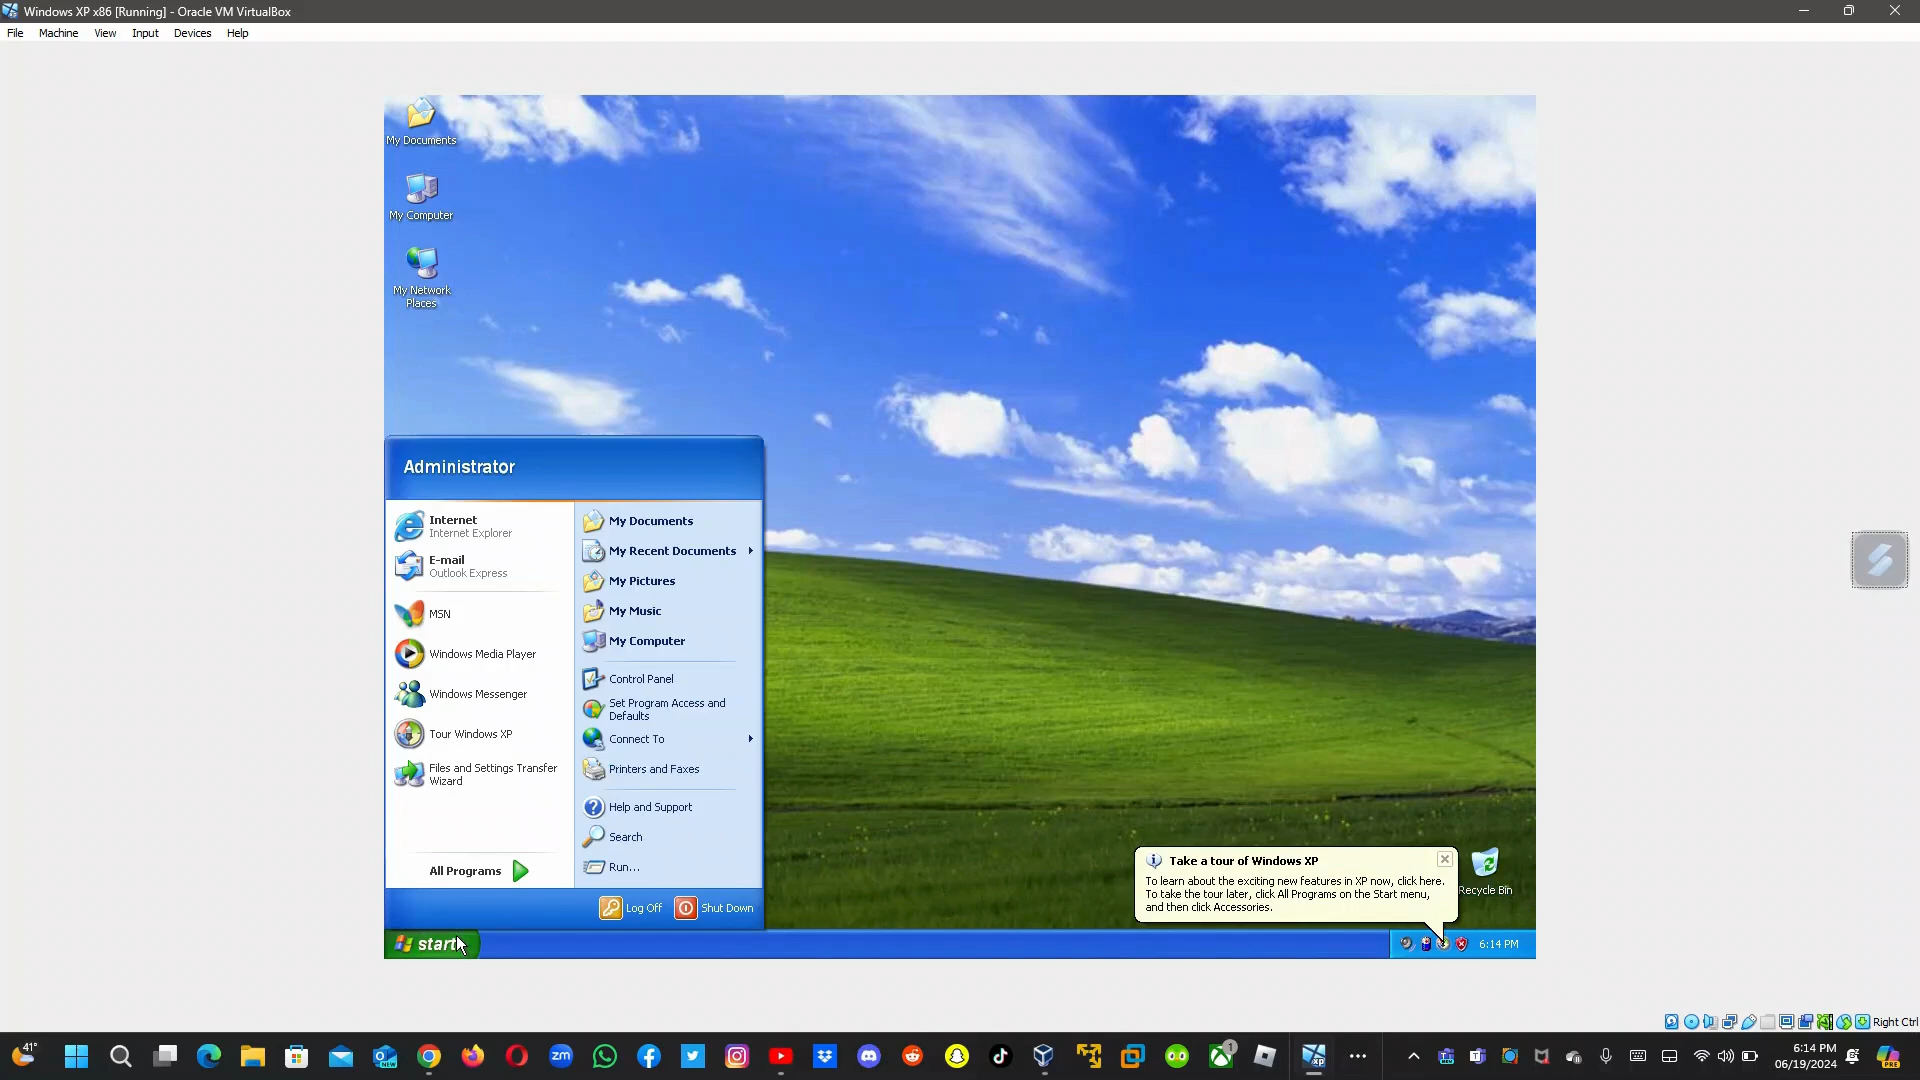 Windows XP x86 [Running] - Oracle VM VirtualBox
File Machine View Input Devices Help
My Documents
My Computer
My Network
Places
Administrator
Internet
Internet Explorer
E-mail
Outlook Express
MSN
Windows Media Player
Windows Messenger
Tour Windows XP
Files and Settings Transfer
Wizard
All Programs
My Documents
My Recent Documents
My Pictures
My Music
My Computer
Control Panel
Set Program Access and
Defaults
Connect To
Printers and Faxes
Help and Support
Search
Run...
Log Off Shut Down
Take a tour of Windows XP
To learn about the exciting new features in XP now, click here.
To take the tour later, click All Programs on the Start menu,
and then click Accessories.
Recycle Bin
start
6:14 PM
Right Ctrl
41°
NEW
zm
1
xp
6:14 PM
06/19/2024
PRE